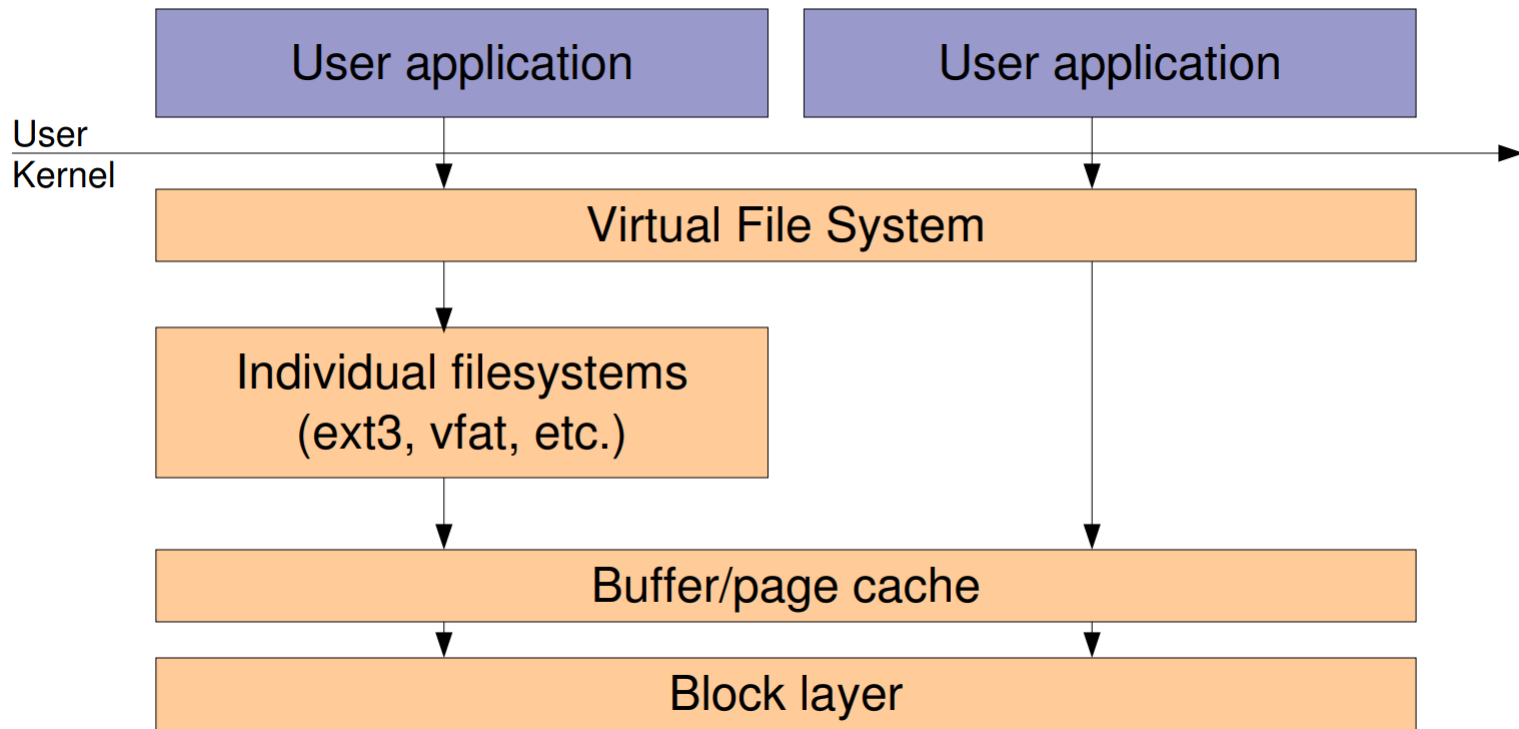 User application
User application
User
Kernel
Virtual File System
Individual filesystems
(ext3, vfat, etc.)
Buffer/page cache
Block layer